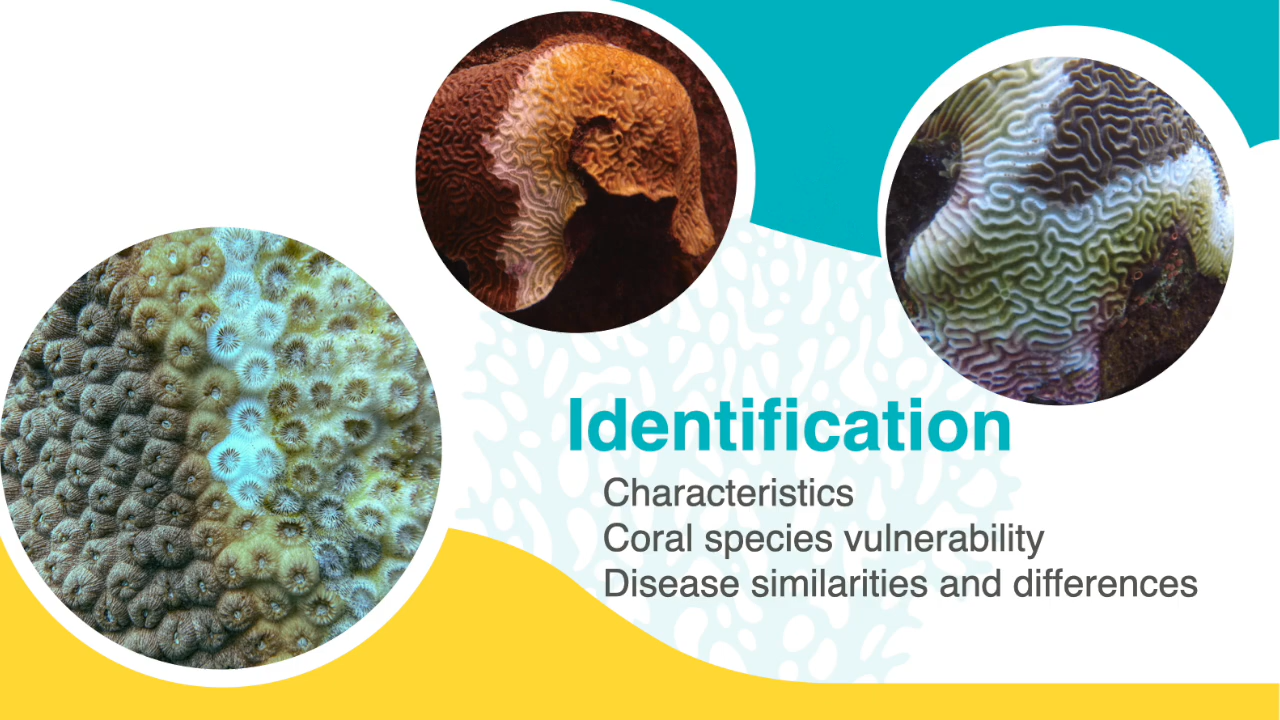 Identification
Characteristics
Coral species vulnerability
Disease similarities and differences